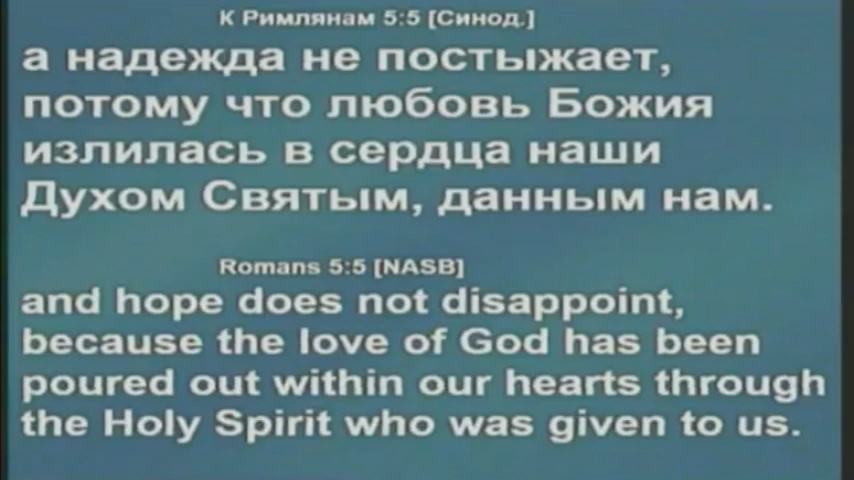 К Римлянам 5:5 [Синод.]
а надежда не постыжает,
потому что любовь Божия
излилась в сердца наши
Духом Святым, данным нам.
Romans 5:5 [NASB]
and hope does not disappoint,
because the love of God has been
poured out within our hearts through
the Holy Spirit who was given to us.